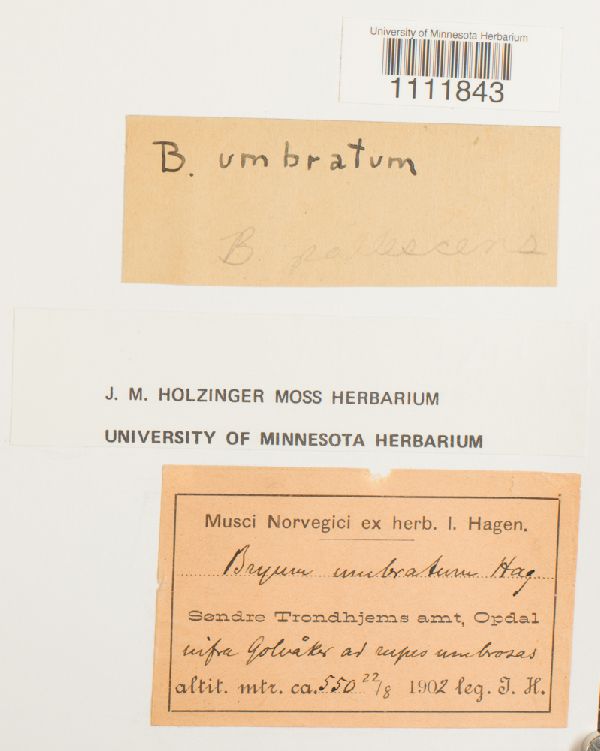 University of Minnesota Herbarium
1111843
B. umbratum
B. pallescens
J. M. HOLZINGER MOSS HERBARIUM
UNIVERSITY OF MINNESOTA HERBARIUM
Musci Norvegici ex herb. I. Hagen.
Bryum umbratum Hag
Søndre Trondhjems amt, Opdal
infra Golvåker ad rupes umbrosas
altit. mtr. ca. 550 22/8 1902 leg. I. H.